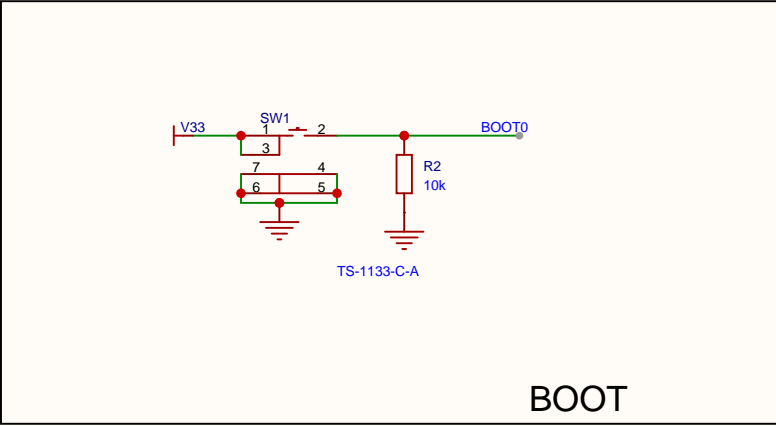 SW1
V33 1 2 BOOT0
3
7 4
6 5
R2
10k
TS-1133-C-A
BOOT